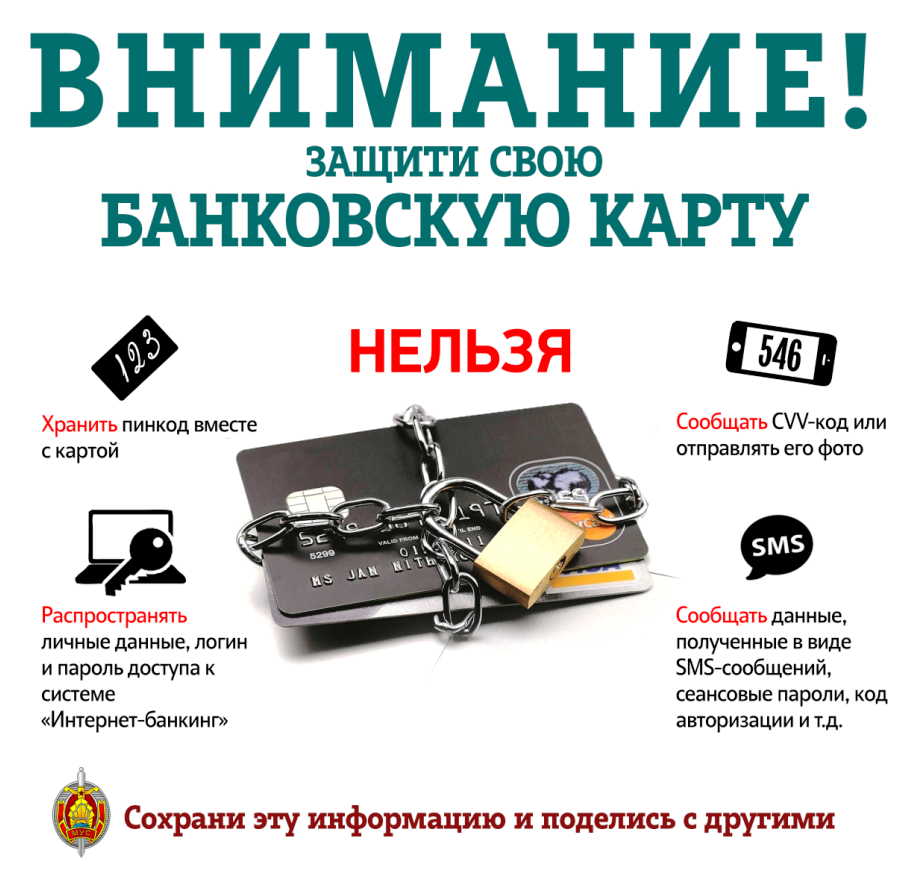 ВНИМАНИЕ!
ЗАЩИТИ СВОЮ
БАНКОВСКУЮ КАРТУ
НЕЛЬЗЯ
123
Хранить пинкод вместе
с картой
546
Сообщать CVV-код или
отправлять его фото
Распространять
личные данные, логин
и пароль доступа к
системе
«Интернет-банкинг»
SMS
Сообщать данные,
полученные в виде
SMS-сообщений,
сеансовые пароли, код
авторизации и т.д.
5299
VALID FROM
MS JAN
МУС
Сохрани эту информацию и поделись с другими